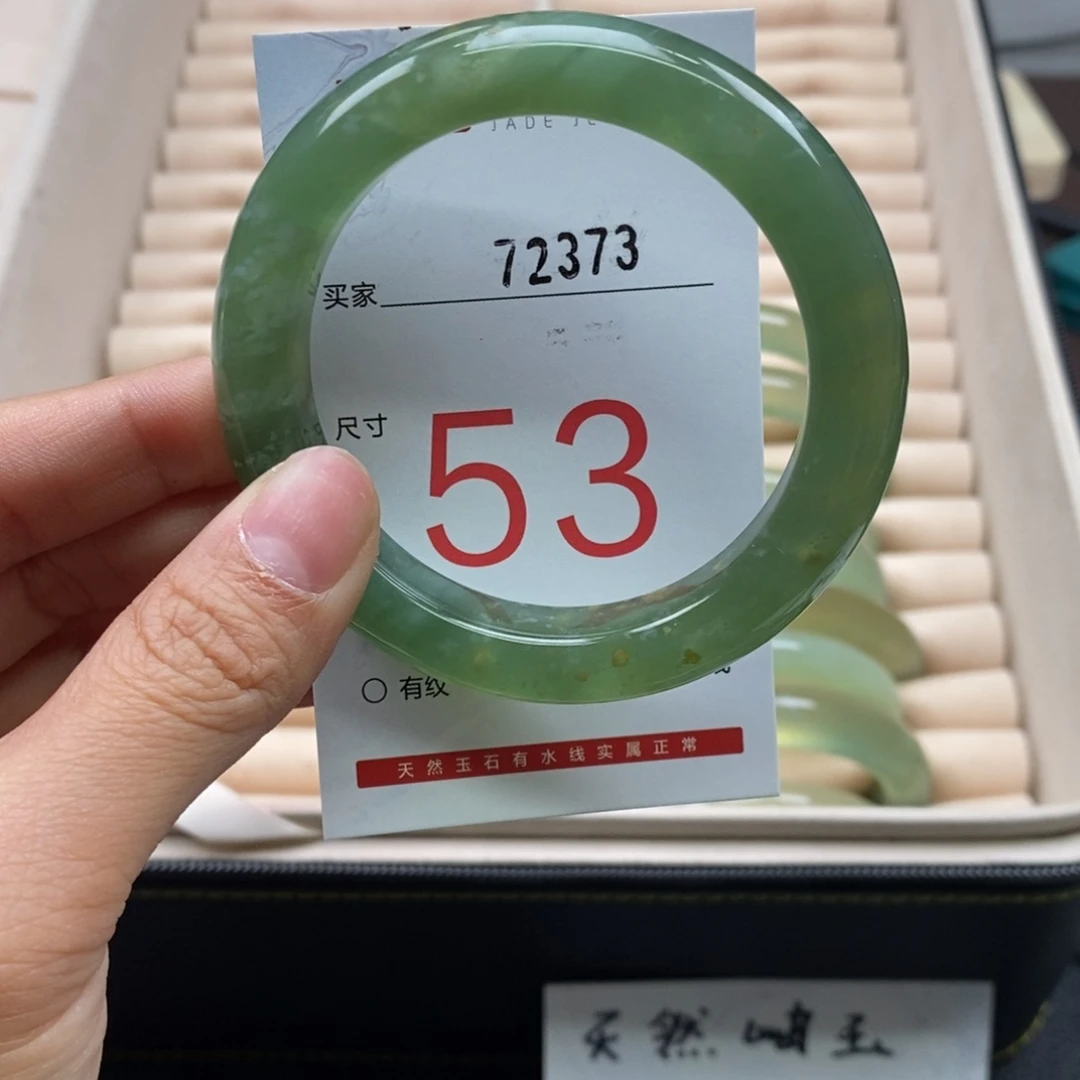 JADE JE
买家 72373
尺寸 53
○ 有纹
天然玉石有水线实属正常
天然岫玉